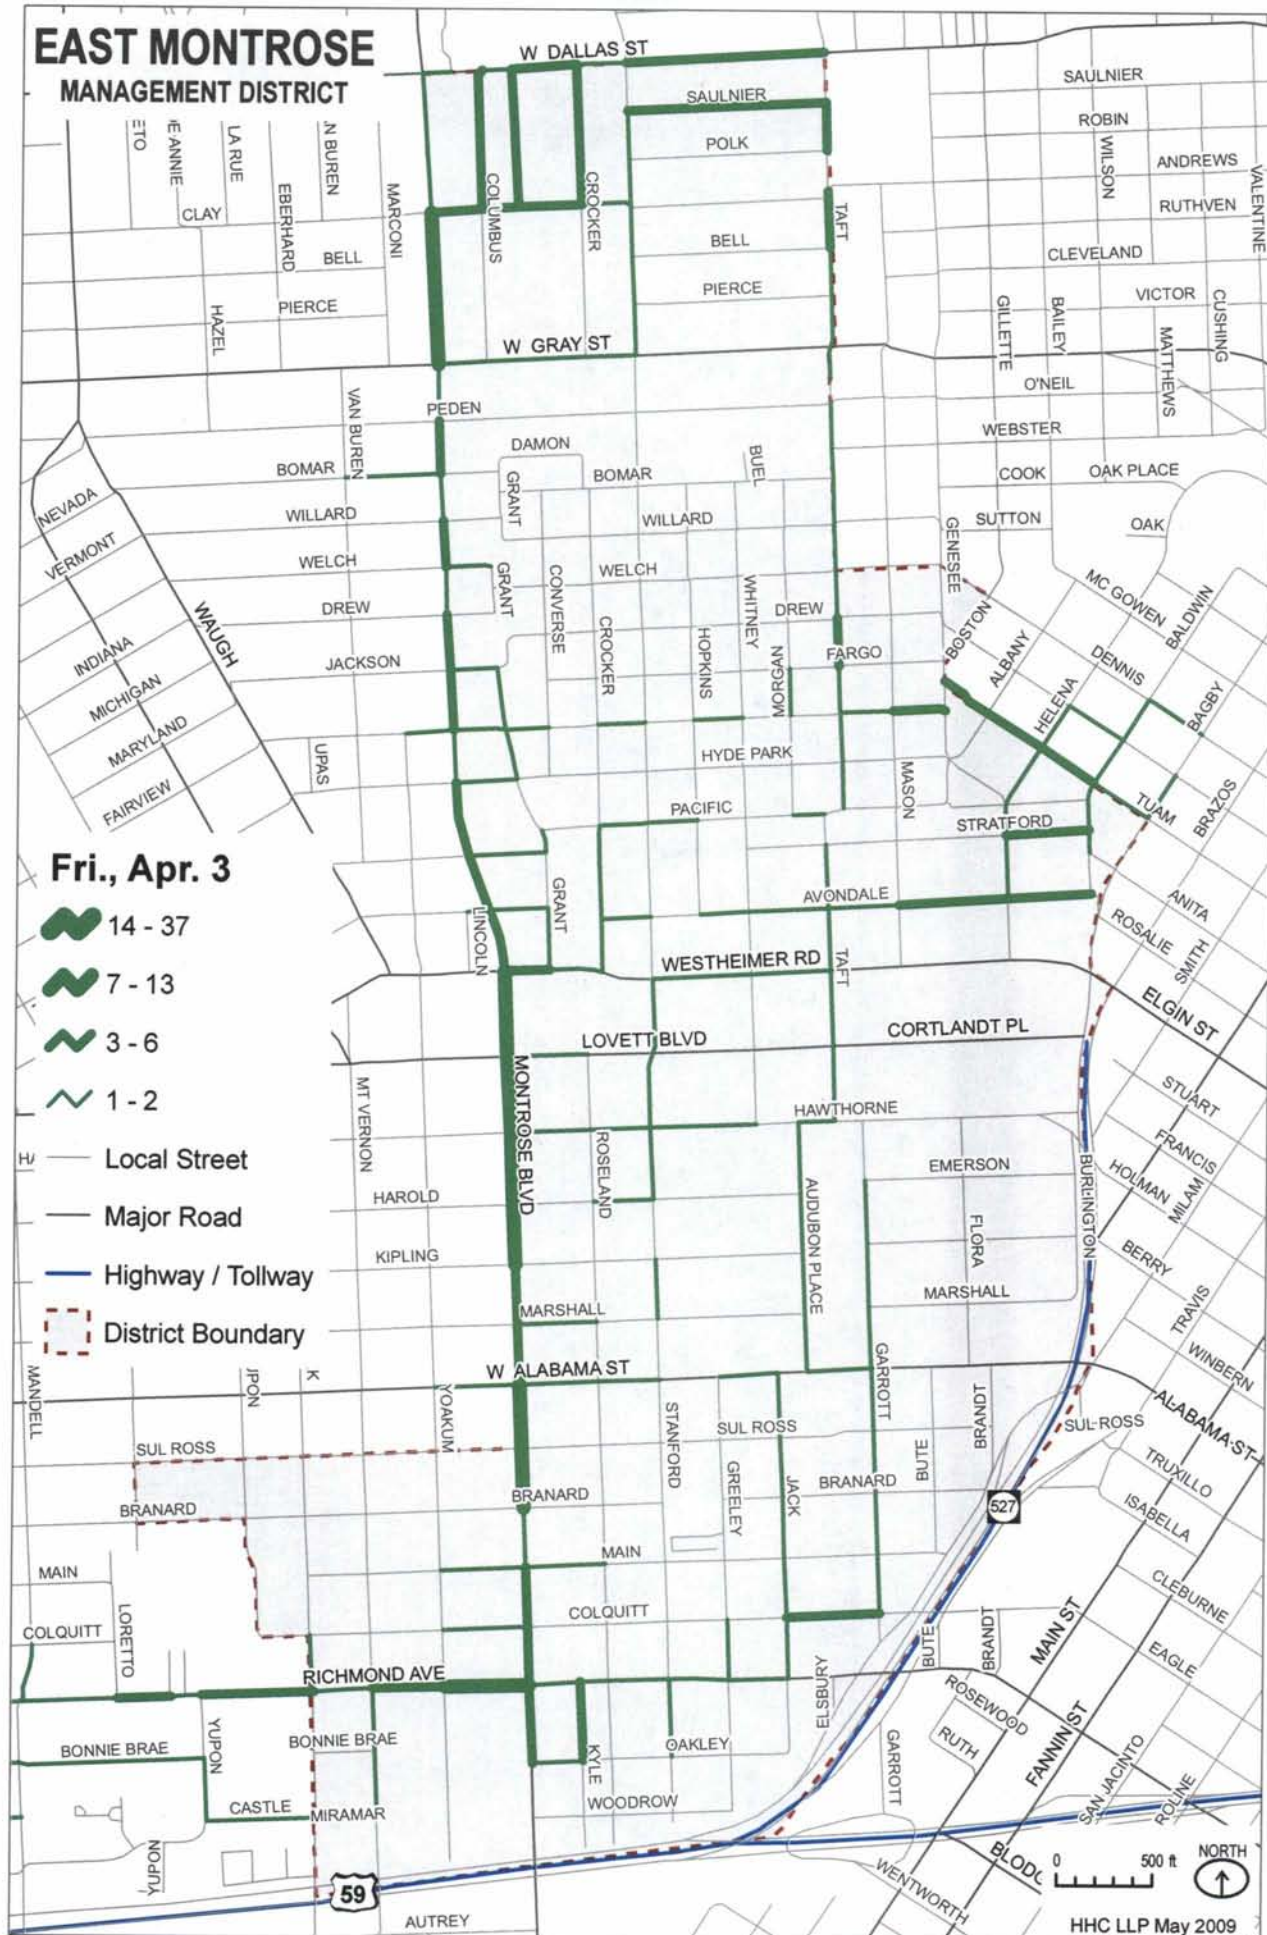 EAST MONTROSE
MANAGEMENT DISTRICT
W DALLAS ST
SAULNIER
SAULNIER
ROBIN
POLK
WILSON
ANDREWS
VALENTINE
ETO
E ANNIE
LA RUE
N BUREN
EBERHARD
MARCONI
CLAY
COLUMBUS
CROCKER
TAFT
RUTHVEN
BELL
BELL
CLEVELAND
PIERCE
PIERCE
VICTOR
HAZEL
GILLETTE
BAILEY
CUSHING
MATTHEWS
W GRAY ST
O'NEIL
VAN BUREN
PEDEN
WEBSTER
DAMON
BUEL
BOMAR
BOMAR
COOK
OAK PLACE
NEVADA
GRANT
WILLARD
WILLARD
SUTTON
OAK
VERMONT
GENESEE
WELCH
WELCH
GRANT
CONVERSE
WHITNEY
MC GOWEN
BALDWIN
DREW
DREW
WAUGH
CROCKER
HOPKINS
MORGAN
FARGO
BOSTON
ALBANY
DENNIS
INDIANA
JACKSON
MICHIGAN
HELENA
BAGBY
MARYLAND
UPAS
HYDE PARK
MASON
FAIRVIEW
PACIFIC
STRATFORD
TUAM
BRAZOS
Fri., Apr. 3
14 - 37
7 - 13
3 - 6
1 - 2
Local Street
Major Road
Highway / Tollway
District Boundary
H/
LINCOLN
GRANT
AVONDALE
ANITA
ROSALIE
SMITH
WESTHEIMER RD
TAFT
ELGIN ST
LOVETT BLVD
CORTLANDT PL
MONTROSE BLVD
MT VERNON
STUART
HAWTHORNE
ROSELAND
FRANCIS
EMERSON
BURLINGTON
HOLMAN
MILAM
HAROLD
AUDUBON PLACE
FLORA
KIPLING
BERRY
MARSHALL
MARSHALL
TRAVIS
WINBERN
MANDELL
JPON
K
W ALABAMA ST
GARROTT
YOAKUM
STANFORD
BRANDT
ALABAMA ST
SUL ROSS
SUL ROSS
SUL ROSS
GREELEY
BUTE
TRUXILLO
BRANARD
BRANARD
JACK
BRANARD
527
ISABELLA
MAIN
MAIN
CLEBURNE
COLQUITT
LORETTO
COLQUITT
BUTE
BRANDT
MAIN ST
EAGLE
RICHMOND AVE
ELSBURY
ROSEWOOD
YUPON
BONNIE BRAE
BONNIE BRAE
KYLE
OAKLEY
GARROTT
RUTH
FANNIN ST
SAN JACINTO
ROLINE
CASTLE
MIRAMAR
WOODROW
YUPON
59
AUTREY
WENTWORTH
BLODG
0 500 ft
NORTH
HHC LLP May 2009